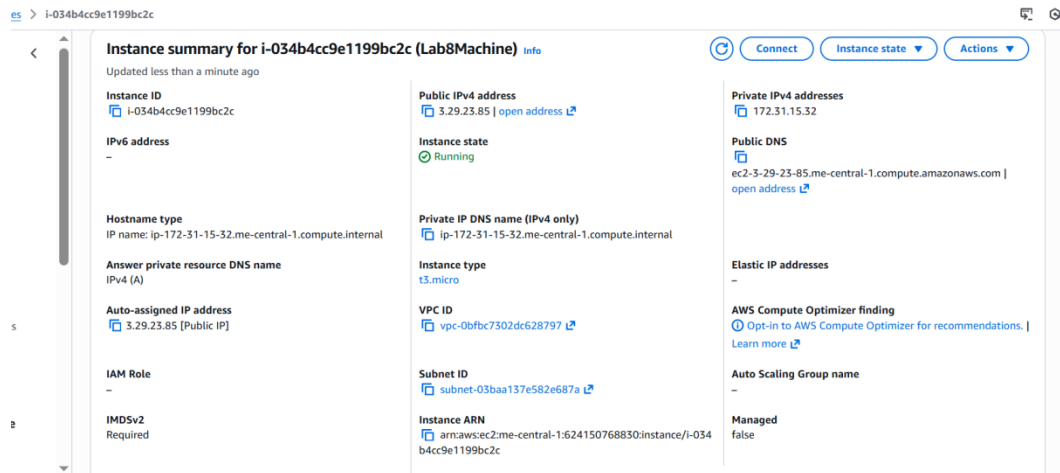 es > i-034b4cc9e1199bc2c
Instance summary for i-034b4cc9e1199bc2c (Lab8Machine) Info
Connect
Instance state
Actions
Updated less than a minute ago
Instance ID
i-034b4cc9e1199bc2c
Public IPv4 address
3.29.23.85 | open address
Private IPv4 addresses
172.31.15.32
IPv6 address
–
Instance state
Running
Public DNS
ec2-3-29-23-85.me-central-1.compute.amazonaws.com |
open address
Hostname type
IP name: ip-172-31-15-32.me-central-1.compute.internal
Private IP DNS name (IPv4 only)
ip-172-31-15-32.me-central-1.compute.internal
Answer private resource DNS name
IPv4 (A)
Instance type
t3.micro
Elastic IP addresses
–
Auto-assigned IP address
3.29.23.85 [Public IP]
VPC ID
vpc-0bfbc7302dc628797
AWS Compute Optimizer finding
Opt-in to AWS Compute Optimizer for recommendations. |
Learn more
s
IAM Role
–
Subnet ID
subnet-03baa137e582e687a
Auto Scaling Group name
–
e
IMDSv2
Required
Instance ARN
arn:aws:ec2:me-central-1:624150768830:instance/i-034
b4cc9e1199bc2c
Managed
false